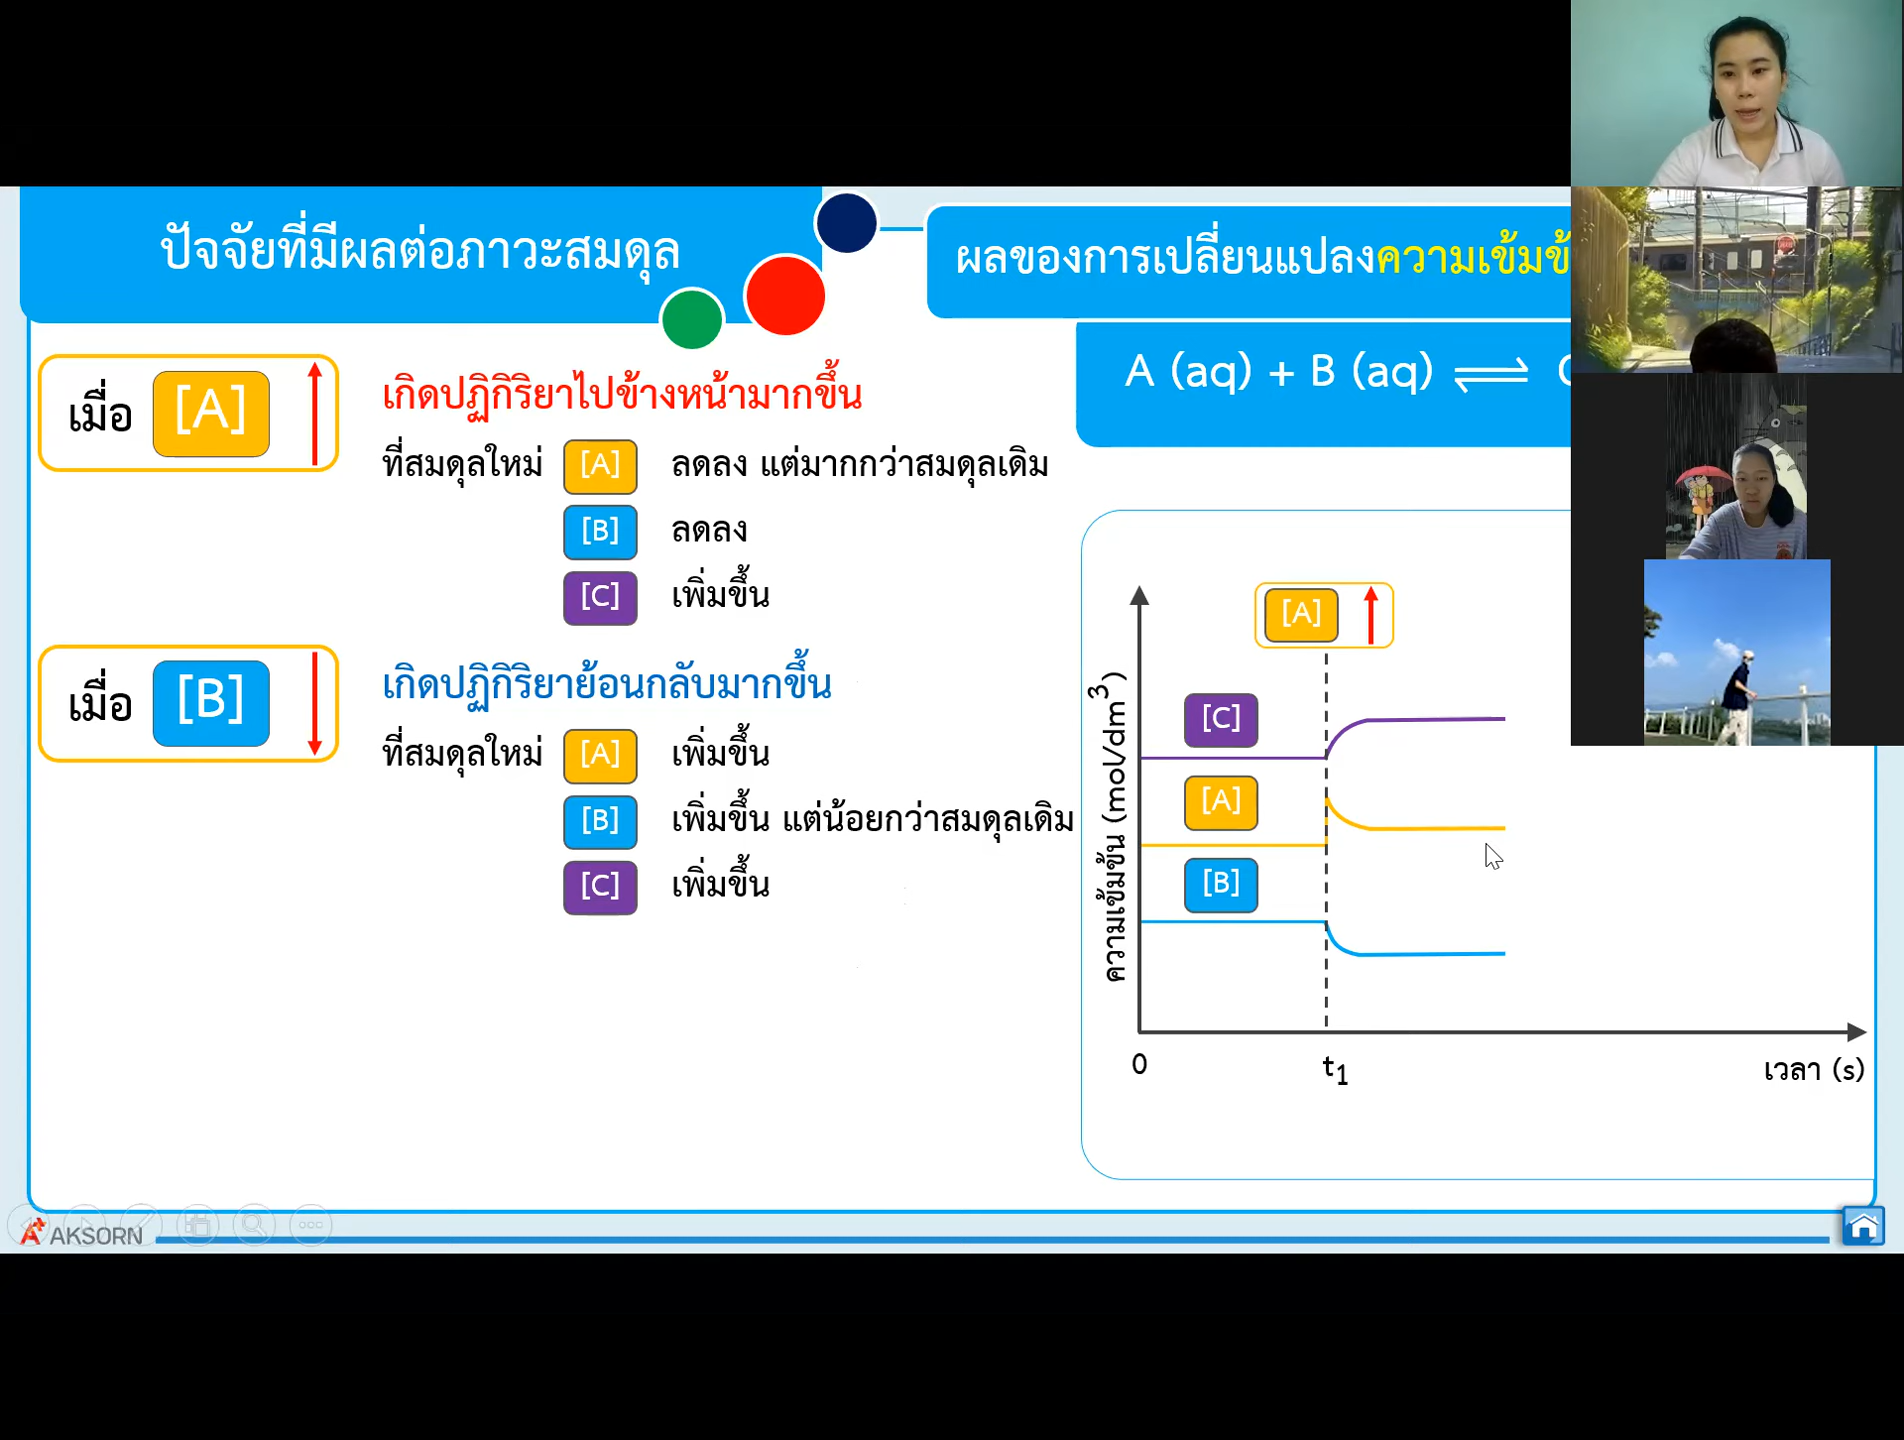 ปัจจัยที่มีผลต่อภาวะสมดุล
ผลของการเปลี่ยนแปลงความเข้มข้
A (aq) + B (aq) ⇌ C
เมื่อ [A]
เกิดปฏิกิริยาไปข้างหน้ามากขึ้น
ที่สมดุลใหม่ [A] ลดลง แต่มากกว่าสมดุลเดิม
[B] ลดลง
[C] เพิ่มขึ้น
เมื่อ [B]
เกิดปฏิกิริยาย้อนกลับมากขึ้น
ที่สมดุลใหม่ [A] เพิ่มขึ้น
[B] เพิ่มขึ้น แต่น้อยกว่าสมดุลเดิม
[C] เพิ่มขึ้น
[A]
[C]
[A]
[B]
ความเข้มข้น (mol/dm³)
0
t₁
เวลา (s)
AKSORN